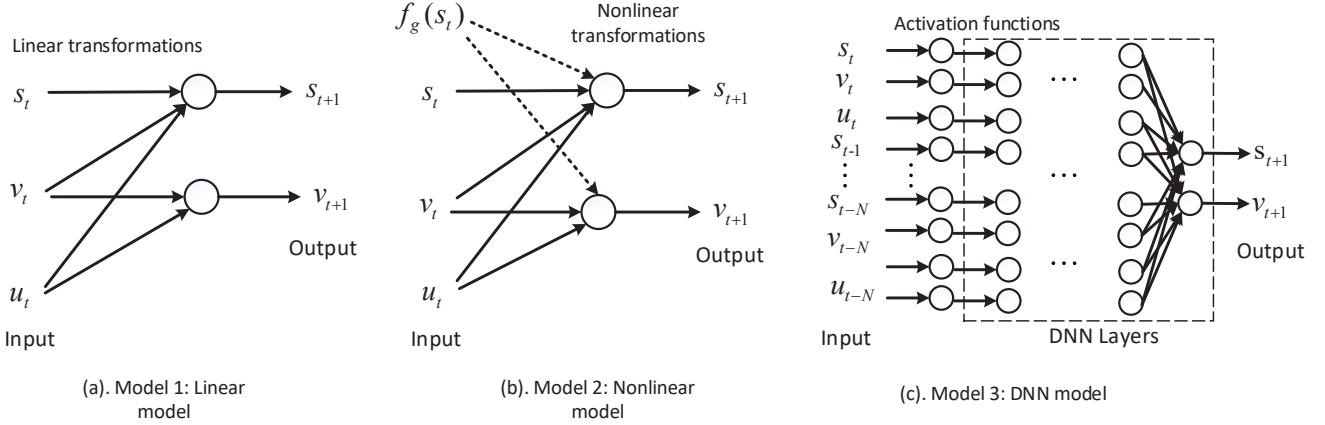 Linear transformations
s_t
s_{t+1}
v_t
v_{t+1}
Output
u_t
Input
(a). Model 1: Linear
model
f_g(s_t)
Nonlinear
transformations
s_t
s_{t+1}
v_t
v_{t+1}
Output
u_t
Input
(b). Model 2: Nonlinear
model
Activation functions
s_t
...
v_t
u_t
s_{t-1}
s_{t+1}
⋮ ⋮
...
s_{t-N}
v_{t+1}
v_{t-N}
Output
...
u_{t-N}
Input
DNN Layers
(c). Model 3: DNN model